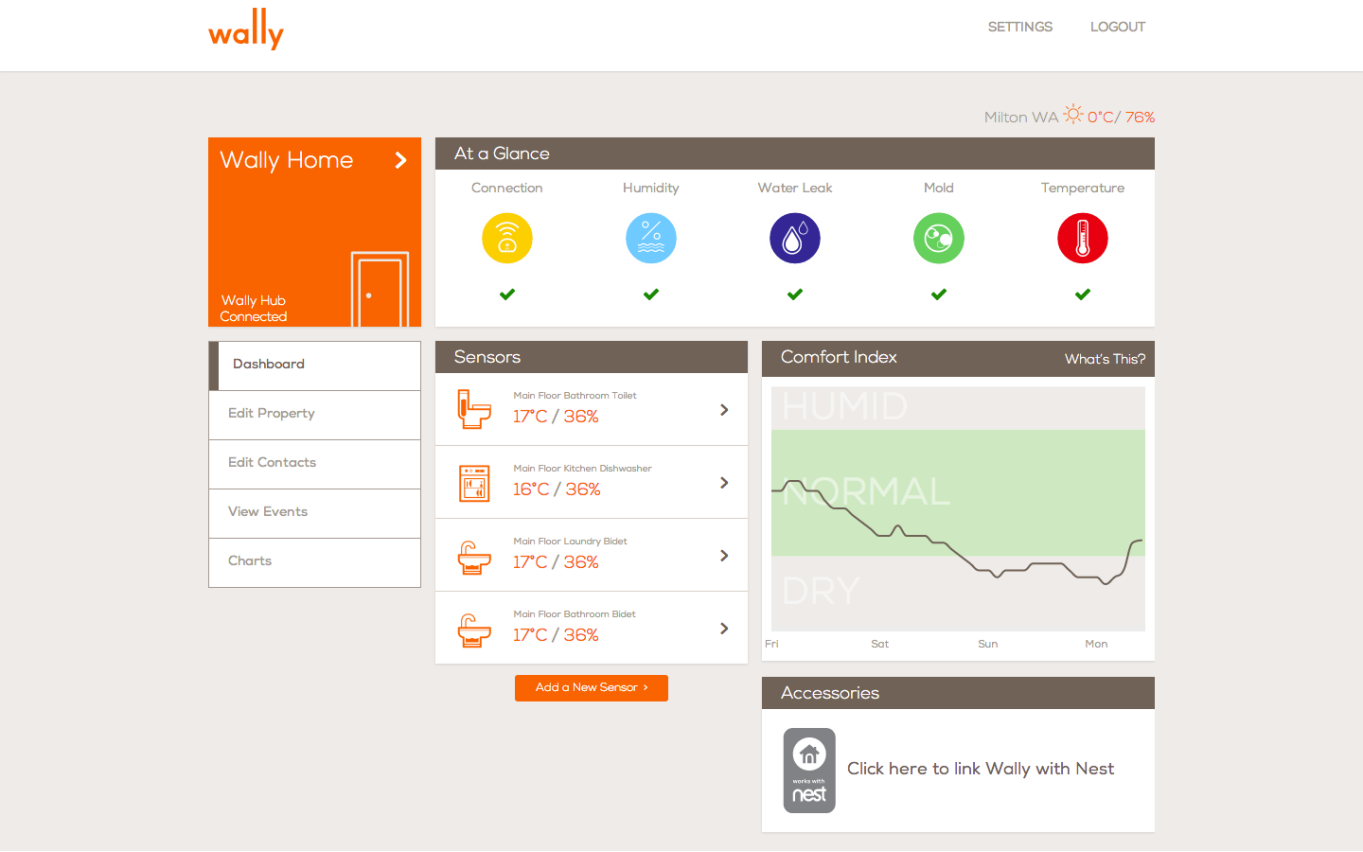 wally
SETTINGS LOGOUT
Milton WA 0°C/ 76%
Wally Home
Wally Hub
Connected
At a Glance
Connection Humidity Water Leak Mold Temperature
Dashboard
Edit Property
Edit Contacts
View Events
Charts
Sensors
Main Floor Bathroom Toilet
17°C / 36%
Main Floor Kitchen Dishwasher
16°C / 36%
Main Floor Laundry Bidet
17°C / 36%
Main Floor Bathroom Bidet
17°C / 36%
Add a New Sensor >
Comfort Index What's This?
HUMID
NORMAL
DRY
Fri Sat Sun Mon
Accessories
works with
nest
Click here to link Wally with Nest